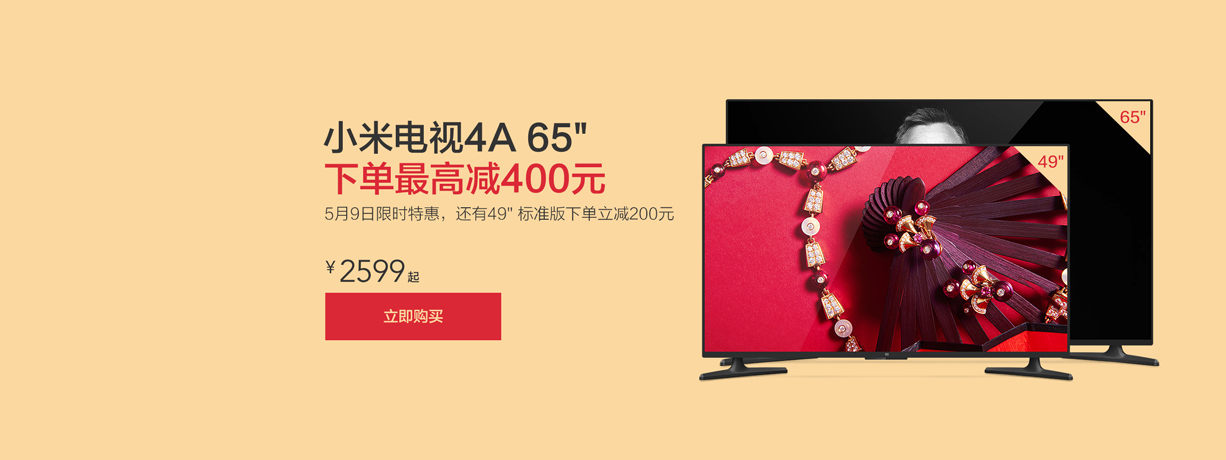 小米电视4A 65"
下单最高减400元
5月9日限时特惠，还有49" 标准版下单立减200元
¥ 2599起
立即购买
65"
49"